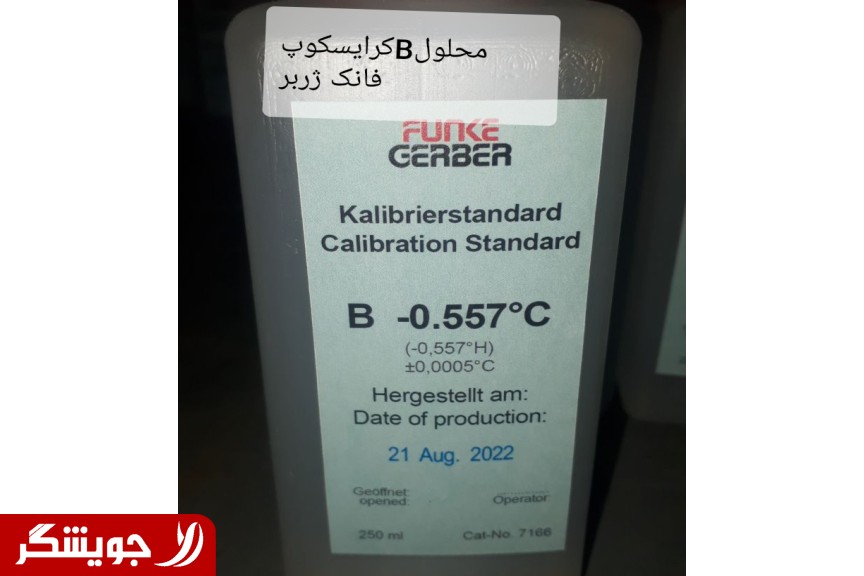 محلولBکرایسکوپ
فانک ژربر
FUNKE
GERBER
Kalibrierstandard
Calibration Standard
B -0.557°C
(-0,557°H)
±0,0005°C
Hergestellt am:
Date of production:
21 Aug. 2022
Geöffnet:
opened:
Operator
250 ml
Cat-No. 7166
جویشگر